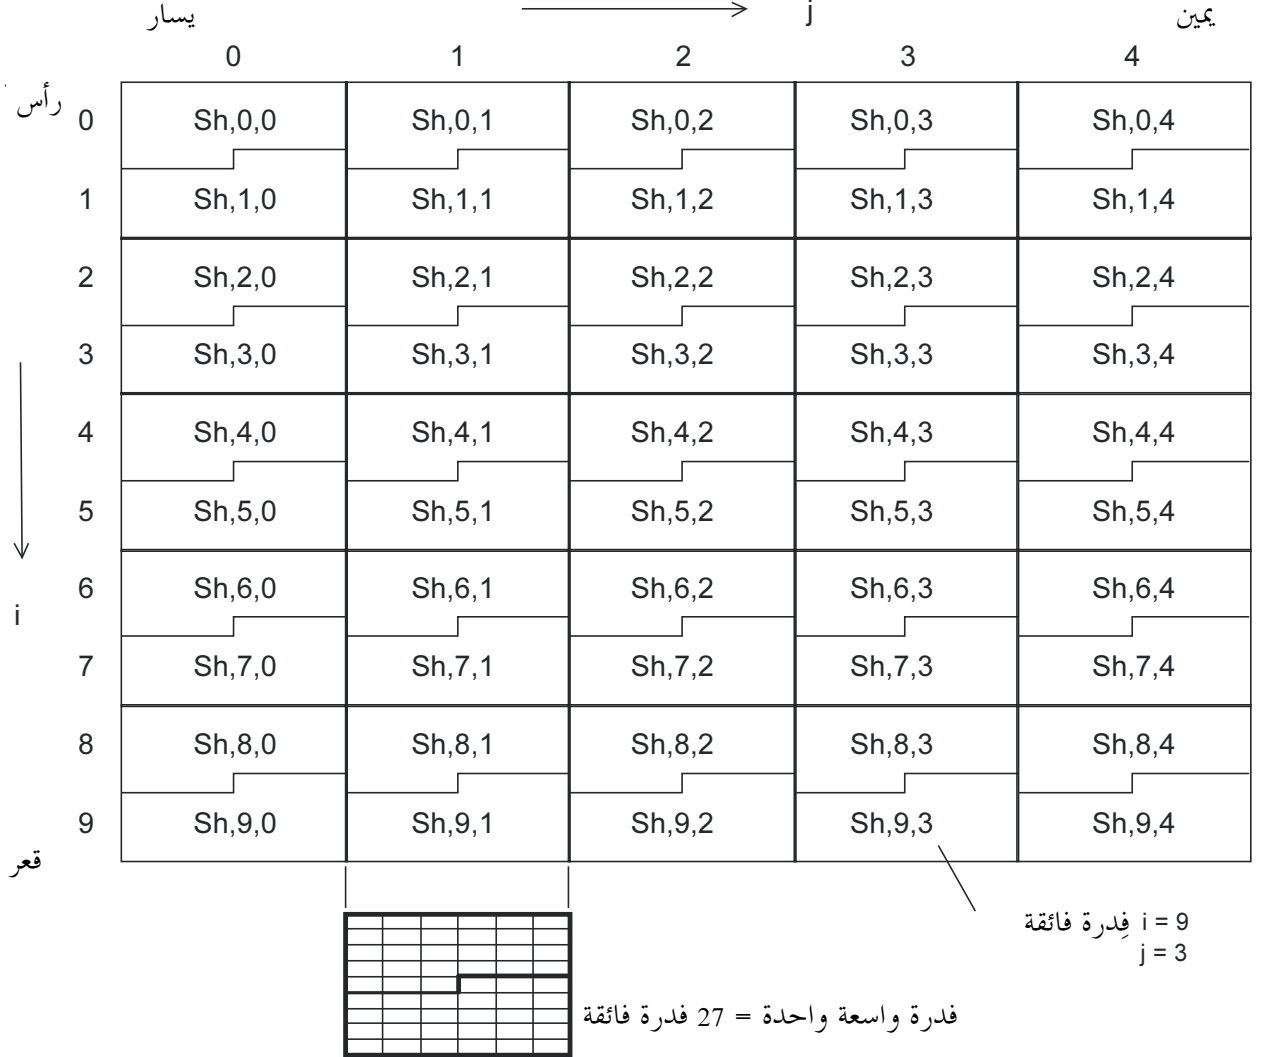 يسار j يمين
0 1 2 3 4
رأس
0 Sh,0,0 Sh,0,1 Sh,0,2 Sh,0,3 Sh,0,4
1 Sh,1,0 Sh,1,1 Sh,1,2 Sh,1,3 Sh,1,4
2 Sh,2,0 Sh,2,1 Sh,2,2 Sh,2,3 Sh,2,4
3 Sh,3,0 Sh,3,1 Sh,3,2 Sh,3,3 Sh,3,4
4 Sh,4,0 Sh,4,1 Sh,4,2 Sh,4,3 Sh,4,4
5 Sh,5,0 Sh,5,1 Sh,5,2 Sh,5,3 Sh,5,4
6 Sh,6,0 Sh,6,1 Sh,6,2 Sh,6,3 Sh,6,4
i
7 Sh,7,0 Sh,7,1 Sh,7,2 Sh,7,3 Sh,7,4
8 Sh,8,0 Sh,8,1 Sh,8,2 Sh,8,3 Sh,8,4
9 Sh,9,0 Sh,9,1 Sh,9,2 Sh,9,3 Sh,9,4
قعر
i = 9 فِدرة فائقة
j = 3
فدرة واسعة واحدة = 27 فدرة فائقة